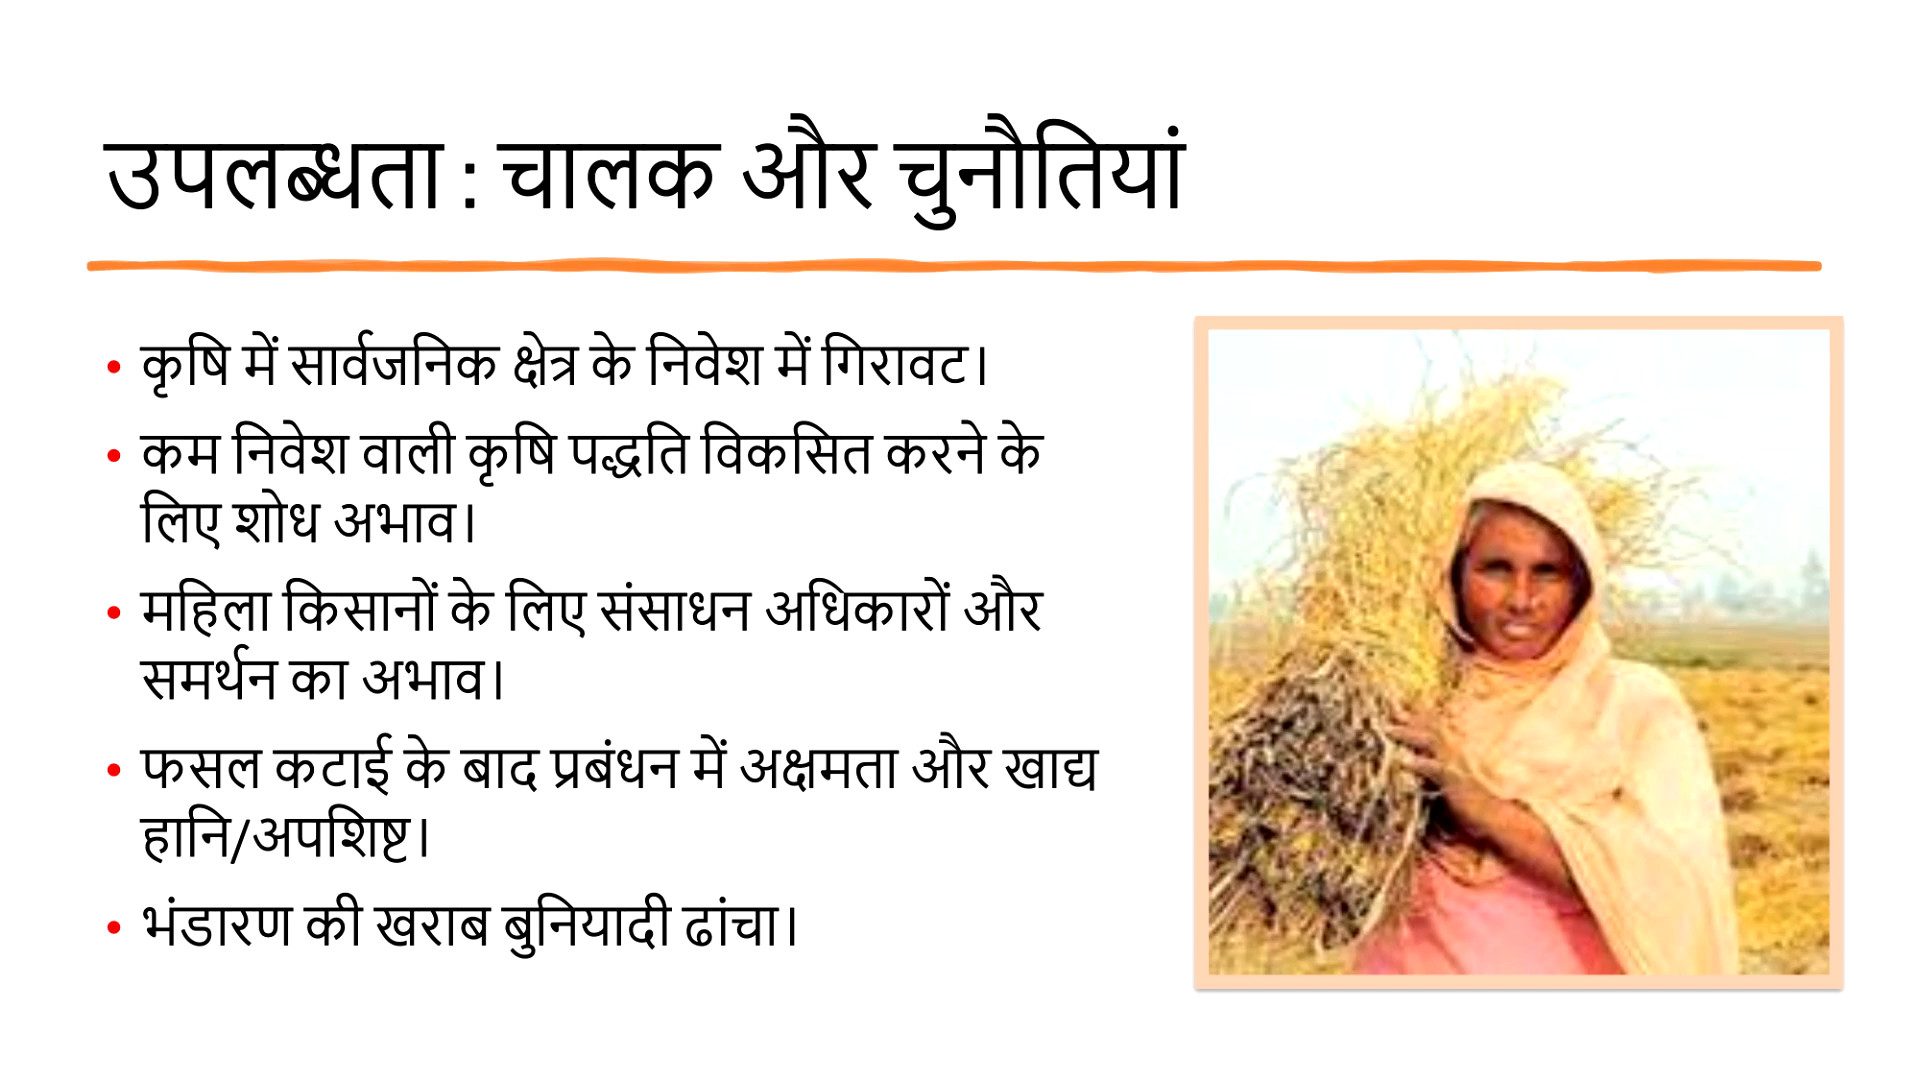 उपलब्धता : चालक और चुनौतियां
• कृषि में सार्वजनिक क्षेत्र के निवेश में गिरावट।
• कम निवेश वाली कृषि पद्धति विकसित करने के
लिए शोध अभाव।
• महिला किसानों के लिए संसाधन अधिकारों और
समर्थन का अभाव।
• फसल कटाई के बाद प्रबंधन में अक्षमता और खाद्य
हानि/अपशिष्ट।
• भंडारण की खराब बुनियादी ढांचा।